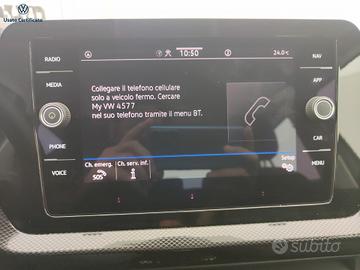 Usato Certificato
RADIO
MEDIA
PHONE
VOICE
10:50
24.0
NAV
APP
CAR
MENU
Collegare il telefono cellulare
solo a veicolo fermo. Cercare
My VW 4577
nel suo telefono tramite il menu BT.
Ch. emerg.
Ch. serv. inf.
Setup
SOS
1
1
subito